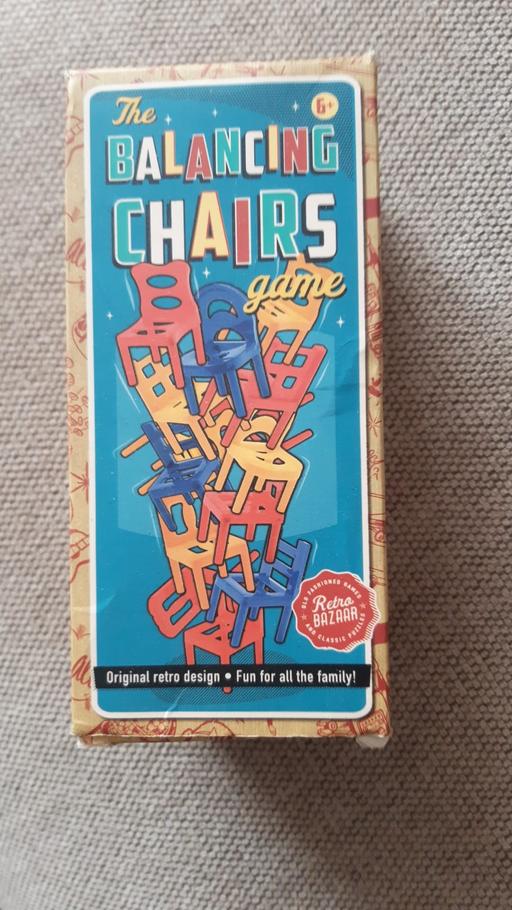 The
6+
BALANCING
CHAIRS
game
OLD FASHIONED GAMES
Retro
BAZAAR
AND CLASSIC PUZZLES
Original retro design • Fun for all the family!